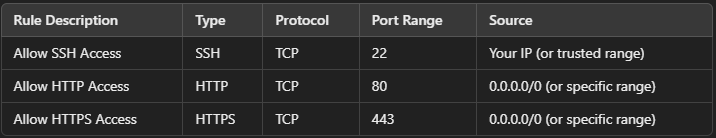 Rule Description Type Protocol Port Range Source
Allow SSH Access SSH TCP 22 Your IP (or trusted range)
Allow HTTP Access HTTP TCP 80 0.0.0.0/0 (or specific range)
Allow HTTPS Access HTTPS TCP 443 0.0.0.0/0 (or specific range)